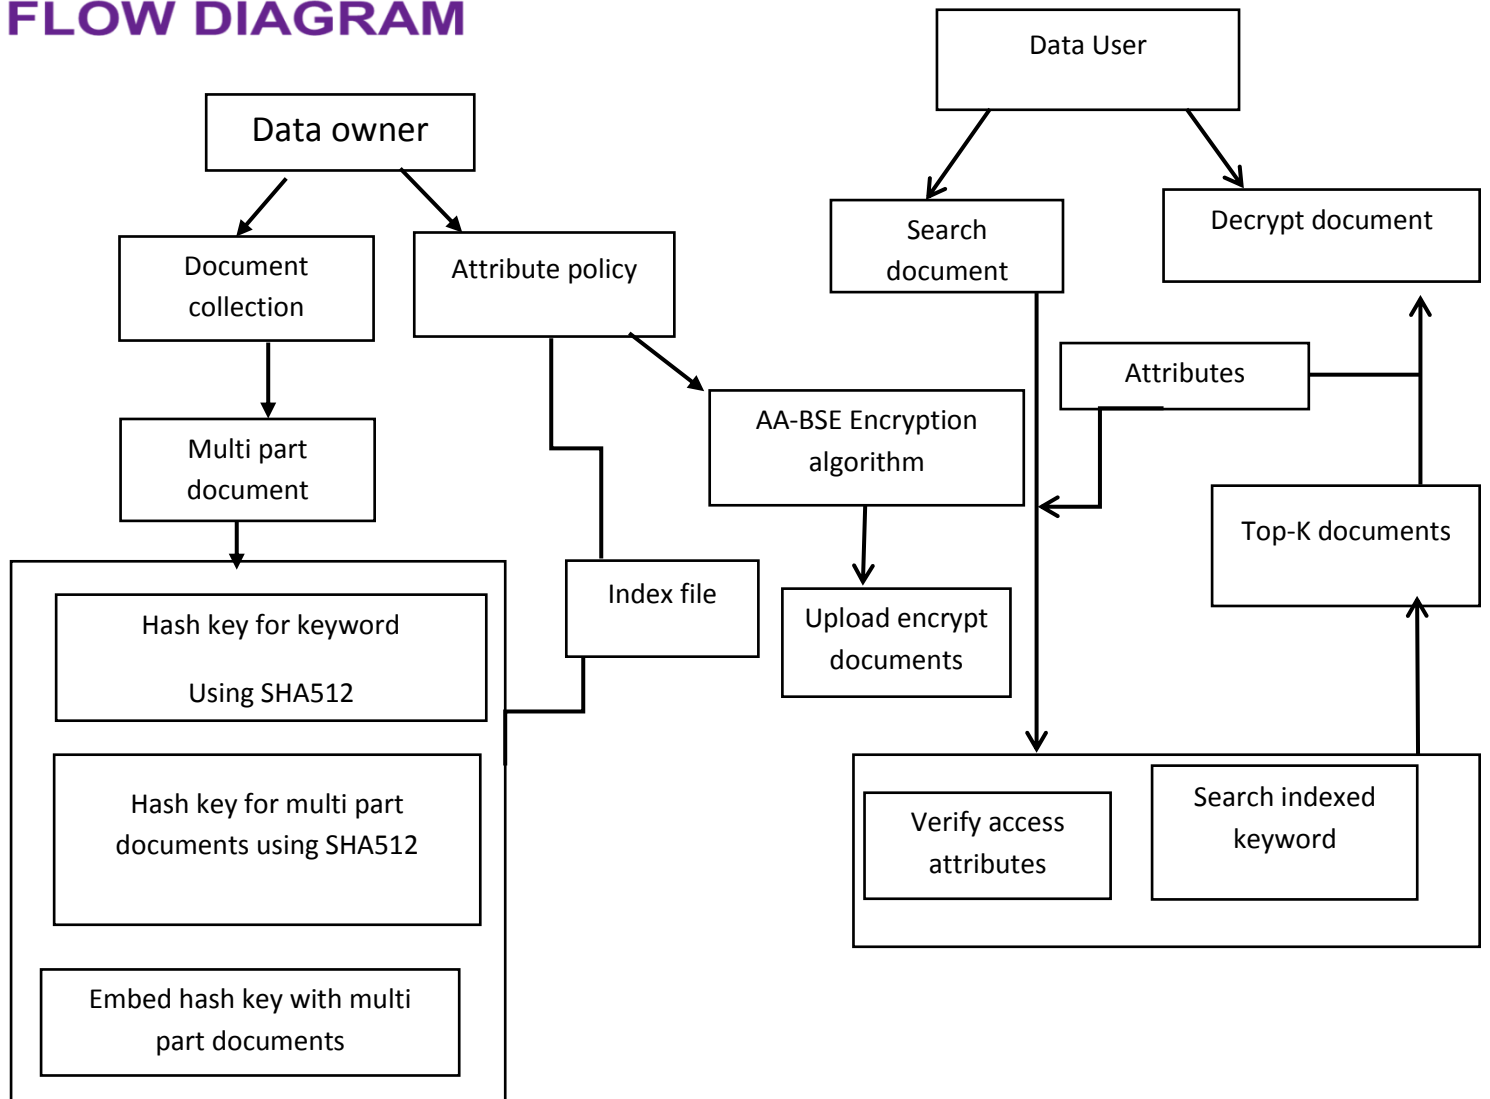 FLOW DIAGRAM
Data owner
Document
collection
Attribute policy
Multi part
document
AA-BSE Encryption
algorithm
Hash key for keyword
Using SHA512
Index file
Upload encrypt
documents
Hash key for multi part
documents using SHA512
Embed hash key with multi
part documents
Data User
Search
document
Decrypt document
Attributes
Top-K documents
Verify access
attributes
Search indexed
keyword